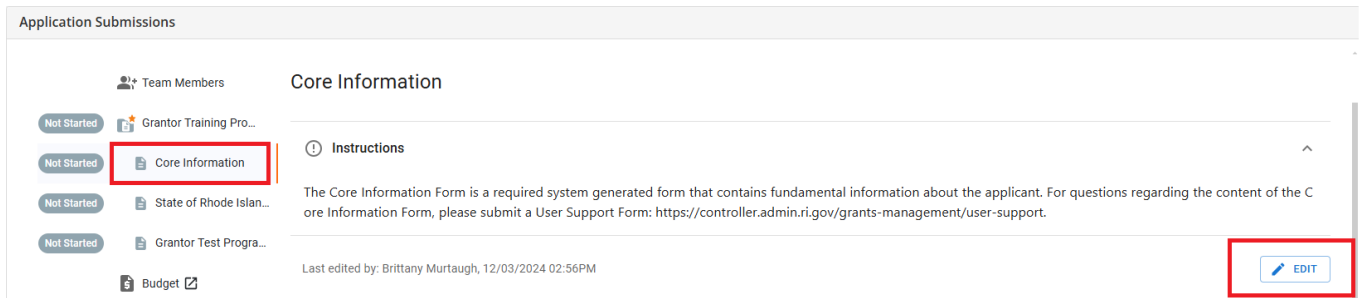 Application Submissions
Team Members
Core Information
Not Started Grantor Training Pro...
Instructions
Not Started Core Information
The Core Information Form is a required system generated form that contains fundamental information about the applicant. For questions regarding the content of the C
ore Information Form, please submit a User Support Form: https://controller.admin.ri.gov/grants-management/user-support.
Not Started State of Rhode Islan...
Not Started Grantor Test Progra...
Last edited by: Brittany Murtaugh, 12/03/2024 02:56PM
EDIT
Budget